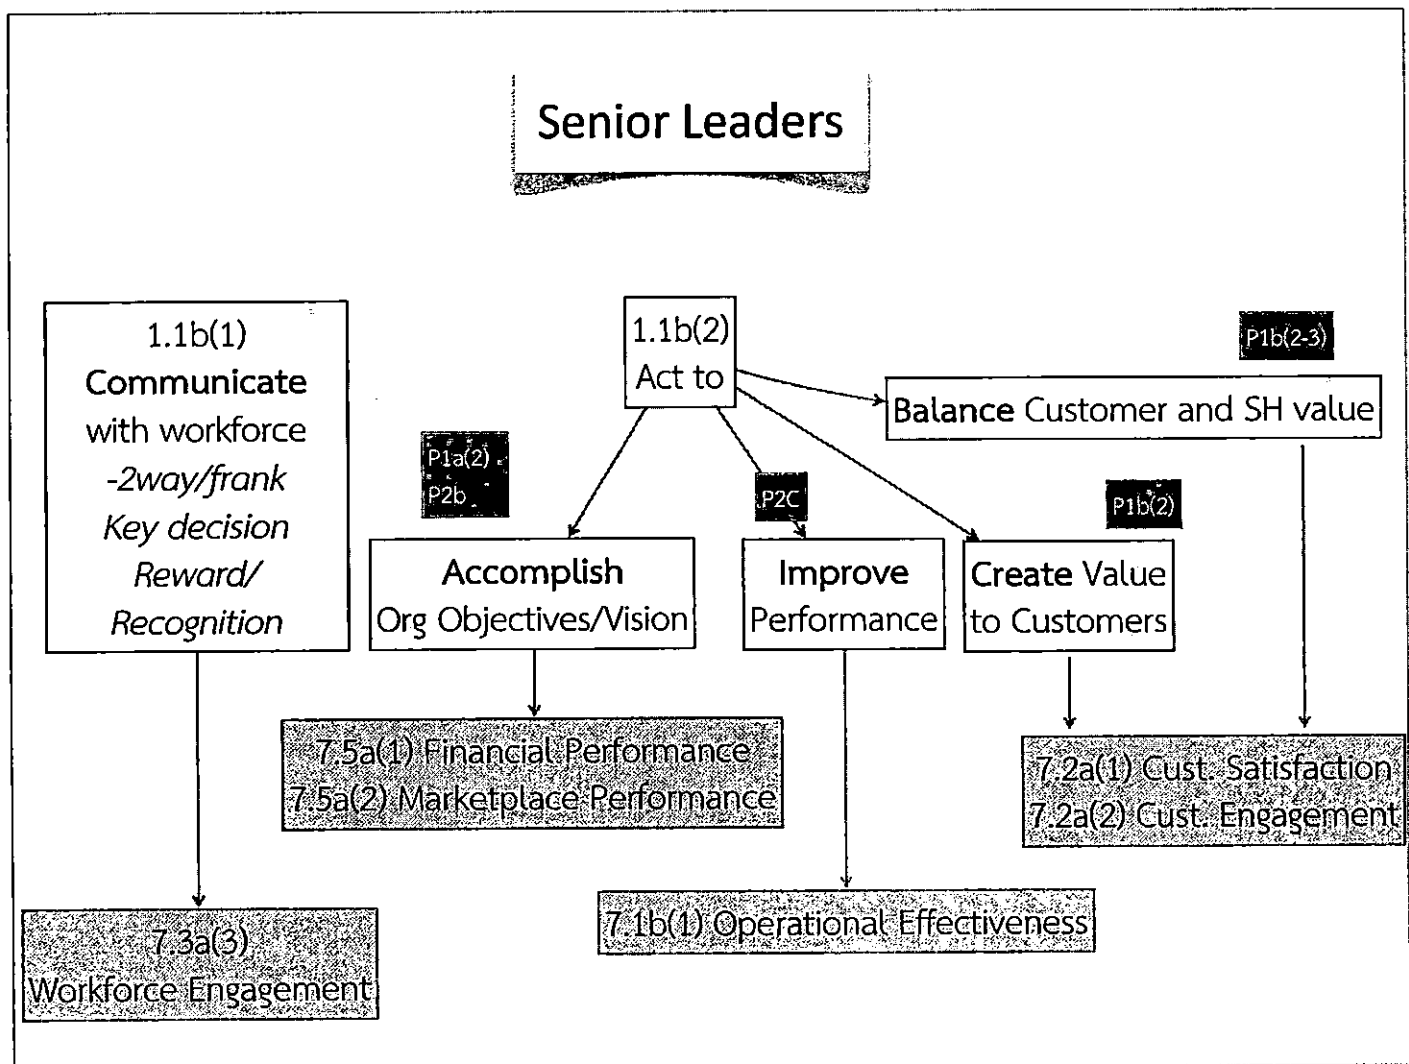 Senior Leaders
1.1b(1)
Communicate
with workforce
-2way/frank
Key decision
Reward/
Recognition
1.1b(2)
Act to
P1b(2-3)
Balance Customer and SH value
P1a(2)
P2b
P2C
P1b(2)
Accomplish
Org Objectives/Vision
Improve
Performance
Create Value
to Customers
7.5a(1) Financial Performance
7.5a(2) Marketplace Performance
7.2a(1) Cust. Satisfaction
7.2a(2) Cust. Engagement
7.1b(1) Operational Effectiveness
7.3a(3)
Workforce Engagement